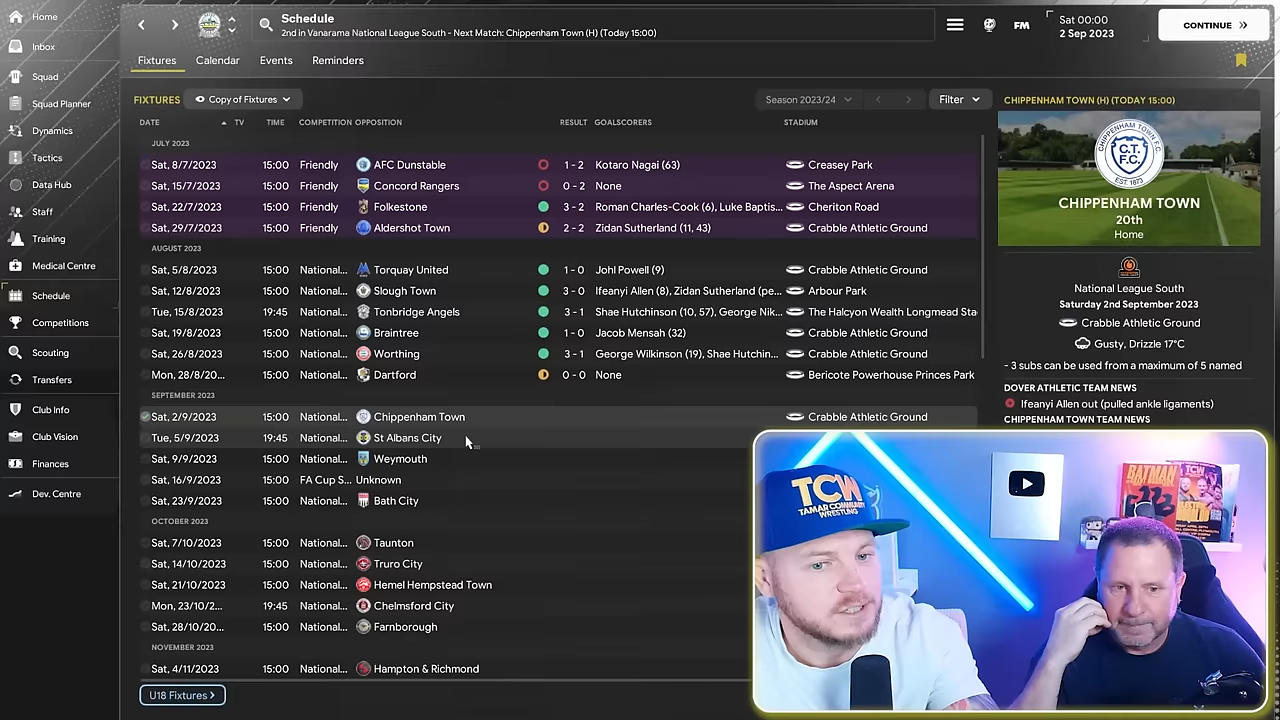 Home
Inbox
Squad
Squad Planner
Dynamics
Tactics
Data Hub
Staff
Training
Medical Centre
Schedule
Competitions
Scouting
Transfers
Club Info
Club Vision
Finances
Dev. Centre
Schedule
2nd in Vanarama National League South - Next Match: Chippenham Town (H) (Today 15:00)
FM
Sat 00:00
2 Sep 2023
CONTINUE
Fixtures Calendar Events Reminders
FIXTURES Copy of Fixtures Season 2023/24 Filter
DATE TV TIME COMPETITION OPPOSITION RESULT GOALSCORERS STADIUM
JULY 2023
Sat, 8/7/2023 15:00 Friendly AFC Dunstable 1 - 2 Kotaro Nagai (63) Creasey Park
Sat, 15/7/2023 15:00 Friendly Concord Rangers 0 - 2 None The Aspect Arena
Sat, 22/7/2023 15:00 Friendly Folkestone 3 - 2 Roman Charles-Cook (6), Luke Baptis... Cheriton Road
Sat, 29/7/2023 15:00 Friendly Aldershot Town 2 - 2 Zidan Sutherland (11, 43) Crabble Athletic Ground
AUGUST 2023
Sat, 5/8/2023 15:00 National... Torquay United 1 - 0 Johl Powell (9) Crabble Athletic Ground
Sat, 12/8/2023 15:00 National... Slough Town 3 - 0 Ifeanyi Allen (8), Zidan Sutherland (pe... Arbour Park
Tue, 15/8/2023 19:45 National... Tonbridge Angels 3 - 1 Shae Hutchinson (10, 57), George Nik... The Halcyon Wealth Longmead Sta
Sat, 19/8/2023 15:00 National... Braintree 1 - 0 Jacob Mensah (32) Crabble Athletic Ground
Sat, 26/8/2023 15:00 National... Worthing 3 - 1 George Wilkinson (19), Shae Hutchin... Crabble Athletic Ground
Mon, 28/8/20... 15:00 National... Dartford 0 - 0 None Bericote Powerhouse Princes Park
SEPTEMBER 2023
Sat, 2/9/2023 15:00 National... Chippenham Town Crabble Athletic Ground
Tue, 5/9/2023 19:45 National... St Albans City
Sat, 9/9/2023 15:00 National... Weymouth
Sat, 16/9/2023 15:00 FA Cup S... Unknown
Sat, 23/9/2023 15:00 National... Bath City
OCTOBER 2023
Sat, 7/10/2023 15:00 National... Taunton
Sat, 14/10/2023 15:00 National... Truro City
Sat, 21/10/2023 15:00 National... Hemel Hempstead Town
Mon, 23/10/2... 19:45 National... Chelmsford City
Sat, 28/10/20... 15:00 National... Farnborough
NOVEMBER 2023
Sat, 4/11/2023 15:00 National... Hampton & Richmond
U18 Fixtures
CHIPPENHAM TOWN (H) (TODAY 15:00)
CHIPPENHAM TOWN
C.T.
F.C.
EST. 1873
CHIPPENHAM TOWN
20th
Home
National League South
Saturday 2nd September 2023
Crabble Athletic Ground
Gusty, Drizzle 17°C
- 3 subs can be used from a maximum of 5 named
DOVER ATHLETIC TEAM NEWS
Ifeanyi Allen out (pulled ankle ligaments)
CHIPPENHAM TOWN TEAM NEWS
TCW
TAMAR COMMUNITY
WRESTLING
BATMAN
TCW